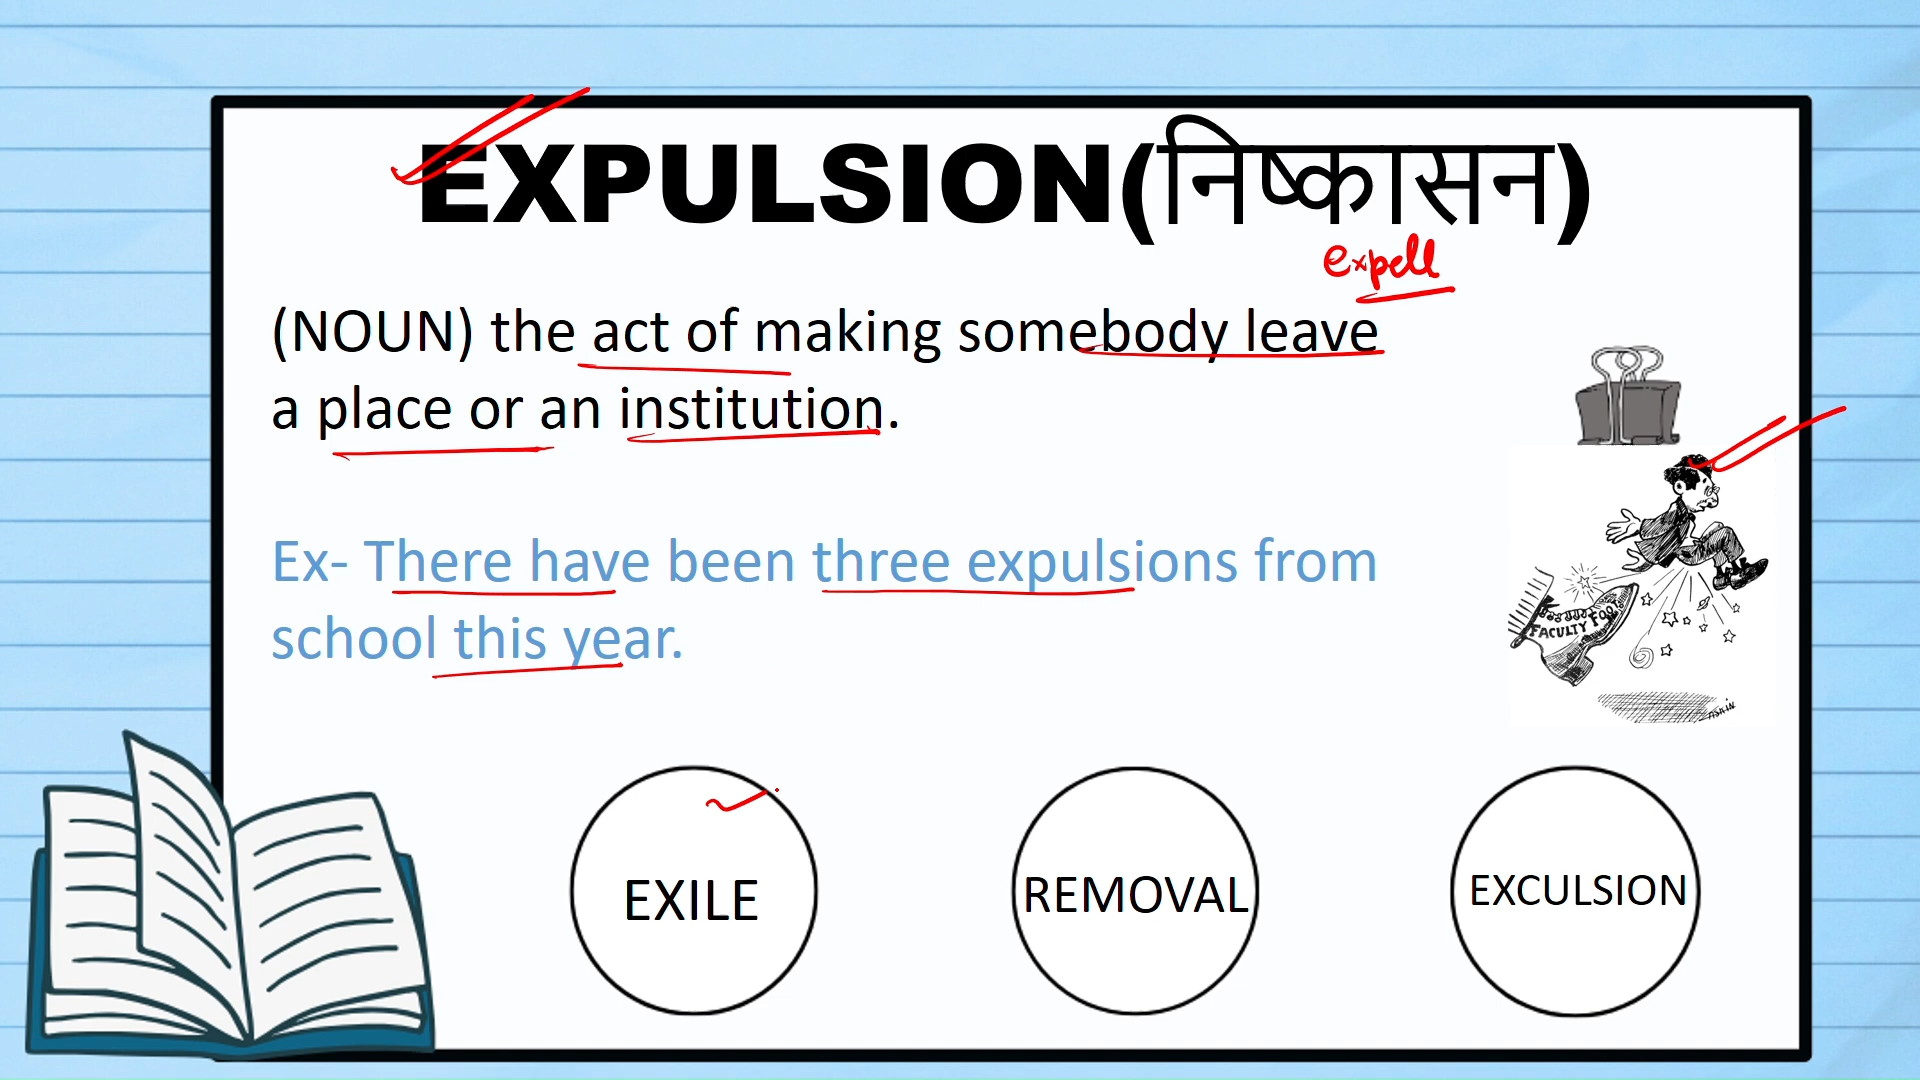 EXPULSION(निष्कासन)
expell
(NOUN) the act of making somebody leave
a place or an institution.
Ex- There have been three expulsions from
school this year.
FACULTY FOOT
EXILE
REMOVAL
EXCULSION